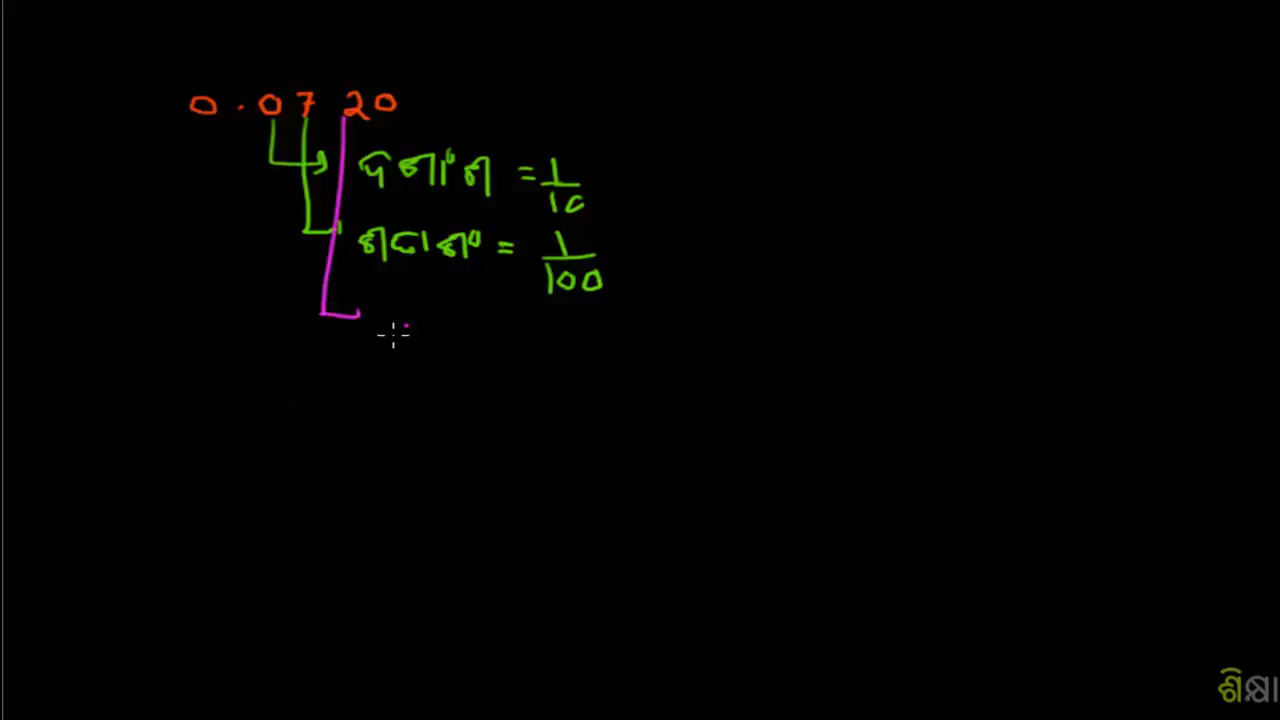 0.0720
ଦଶାଂଶ = 1/10
ଶତାଶଂ = 1/100
ଶିକ୍ଷା